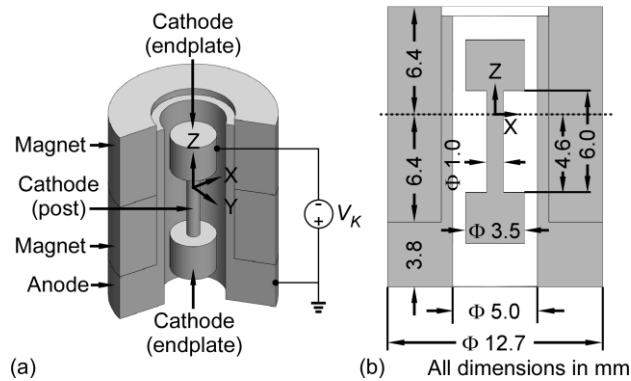 Cathode
(endplate)
Magnet
Cathode
(post)
Magnet
Anode
Z
X
Y
V_K
-
+
Cathode
(endplate)
(a)
6.4
6.4
3.8
Z
X
Φ 1.0
4.6
6.0
Φ 3.5
Φ 5.0
Φ 12.7
(b) All dimensions in mm